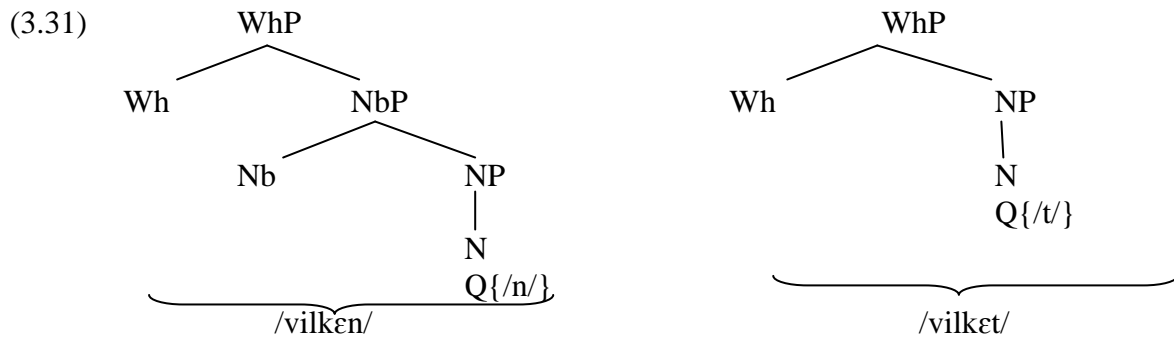 (3.31) WhP WhP
Wh NbP Wh NP
Nb NP N
Q{/t/}
N
Q{/n/}
/vilkɛn/ /vilkɛt/